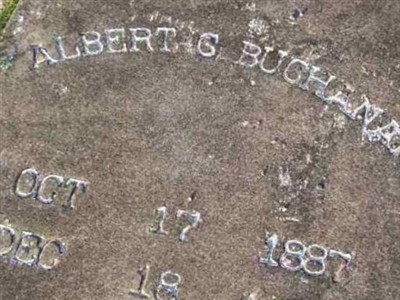 ALBERT G. BUCHANA
OCT 17 1887
DEC 18